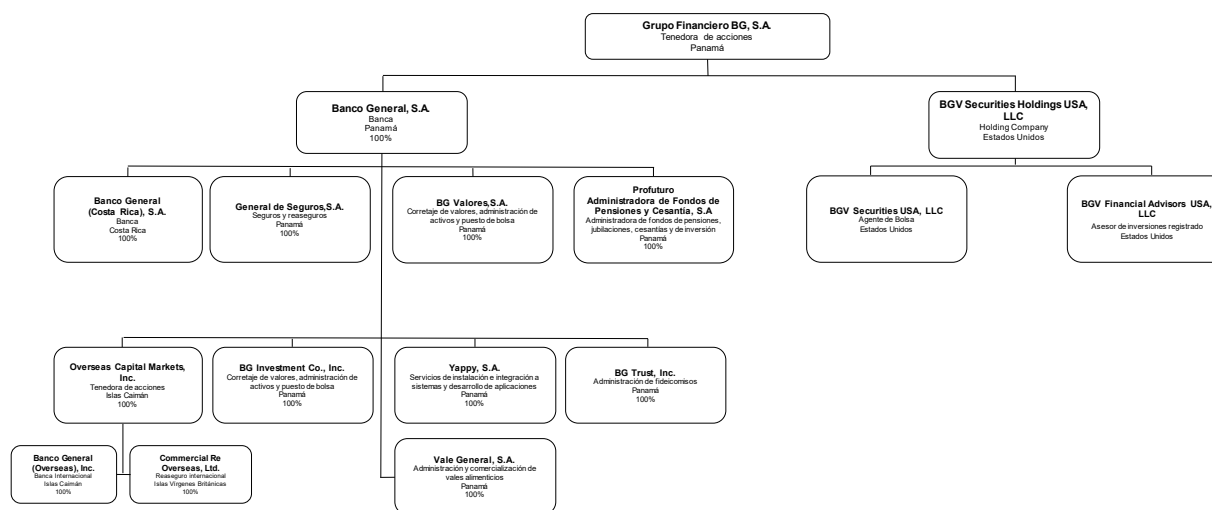 Grupo Financiero BG, S.A.
Tenedora de acciones
Panamá
Banco General, S.A.
Banca
Panamá
100%
BGV Securities Holdings USA,
LLC
Holding Company
Estados Unidos
Banco General
(Costa Rica), S.A.
Banca
Costa Rica
100%
General de Seguros,S.A.
Seguros y reaseguros
Panamá
100%
BG Valores,S.A.
Corretaje de valores, administración de
activos y puesto de bolsa
Panamá
100%
Profuturo
Administradora de Fondos de
Pensiones y Cesantía, S.A
Administradora de fondos de pensiones,
jubilaciones, cesantías y de inversión
Panamá
100%
BGV Securities USA, LLC
Agente de Bolsa
Estados Unidos
BGV Financial Advisors USA,
LLC
Asesor de inversiones registrado
Estados Unidos
Overseas Capital Markets,
Inc.
Tenedora de acciones
Islas Caimán
100%
BG Investment Co., Inc.
Corretaje de valores, administración de
activos y puesto de bolsa
Panamá
100%
Yappy, S.A.
Servicios de instalación e integración a
sistemas y desarrollo de aplicaciones
Panamá
100%
BG Trust, Inc.
Administración de fideicomisos
Panamá
100%
Banco General
(Overseas), Inc.
Banca Internacional
Islas Caimán
100%
Commercial Re
Overseas, Ltd.
Reaseguro internacional
Islas Vírgenes Británicas
100%
Vale General, S.A.
Administración y comercialización de
vales alimenticios
Panamá
100%